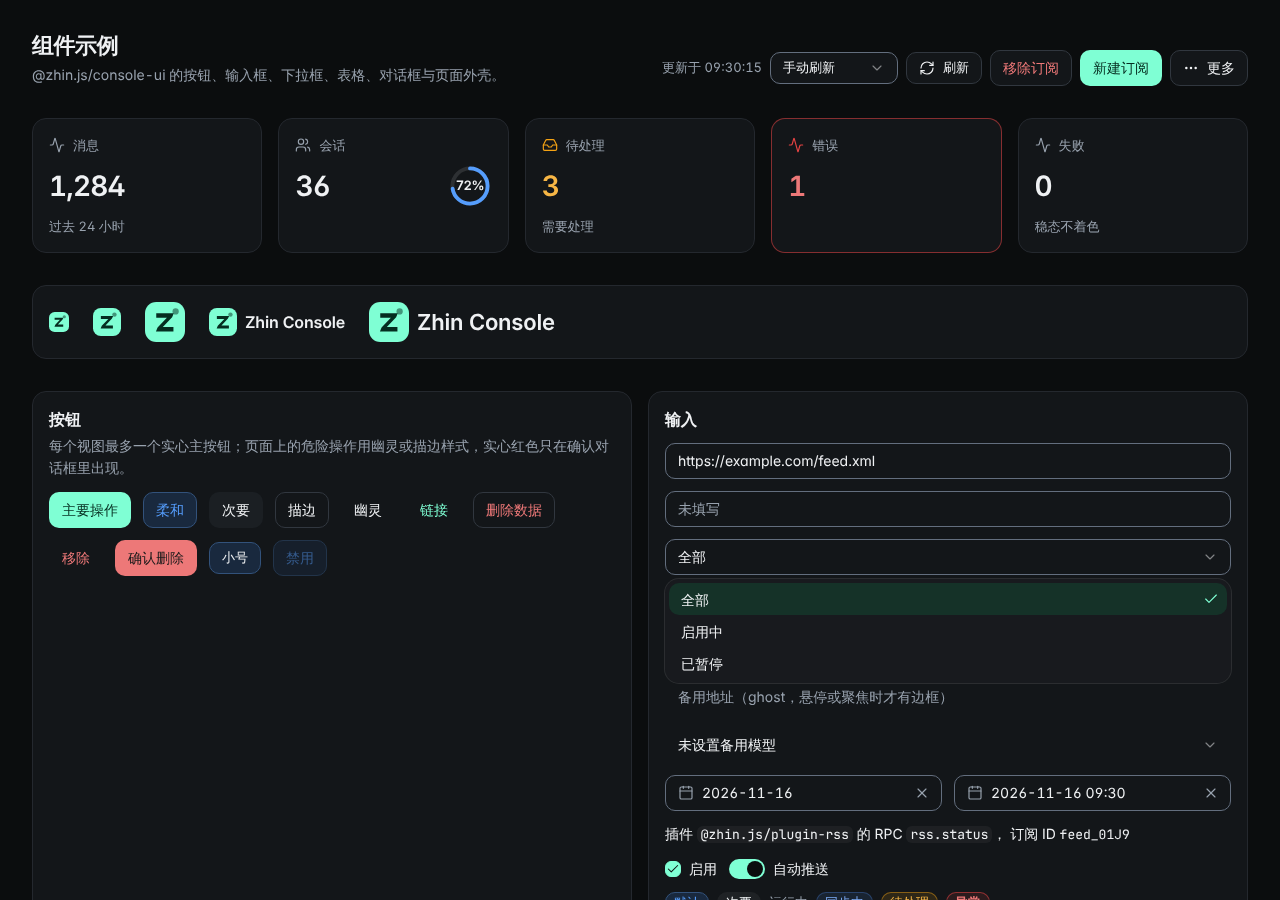 组件示例
@zhin.js/console-ui 的按钮、输入框、下拉框、表格、对话框与页面外壳。
更新于 09:30:15
手动刷新
刷新
移除订阅
新建订阅
更多
消息
1,284
过去 24 小时
会话
36
72%
待处理
3
需要处理
错误
1
失败
0
稳态不着色
Zhin Console
Zhin Console
按钮
每个视图最多一个实心主按钮；页面上的危险操作用幽灵或描边样式，实心红色只在确认对
话框里出现。
主要操作
柔和
次要
描边
幽灵
链接
删除数据
移除
确认删除
小号
禁用
输入
https://example.com/feed.xml
未填写
全部
全部
启用中
已暂停
备用地址（ghost，悬停或聚焦时才有边框）
未设置备用模型
2026-11-16
2026-11-16 09:30
插件 @zhin.js/plugin-rss 的 RPC rss.status ， 订阅 ID feed_01J9
启用
自动推送